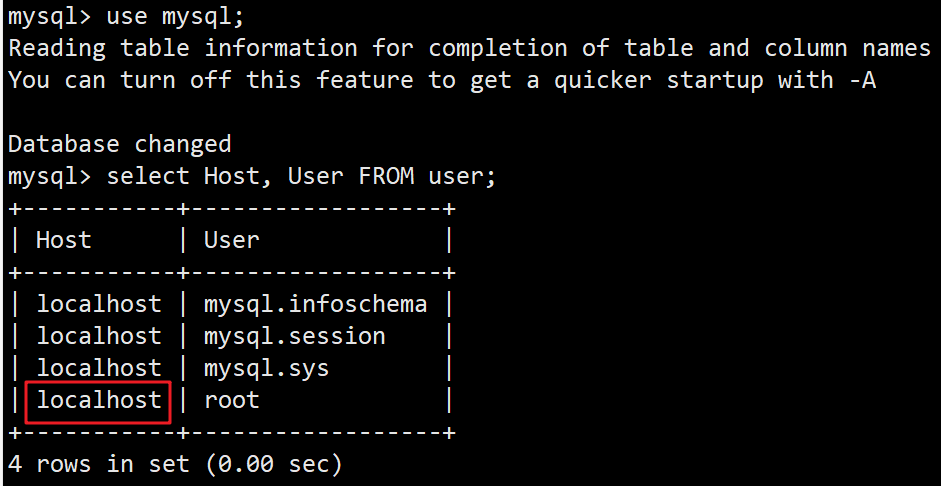 mysql> use mysql;
Reading table information for completion of table and column names
You can turn off this feature to get a quicker startup with -A
Database changed
mysql> select Host, User FROM user;
+-----------+------------------+
| Host      | User             |
+-----------+------------------+
| localhost | mysql.infoschema |
| localhost | mysql.session    |
| localhost | mysql.sys        |
| localhost | root             |
+-----------+------------------+
4 rows in set (0.00 sec)